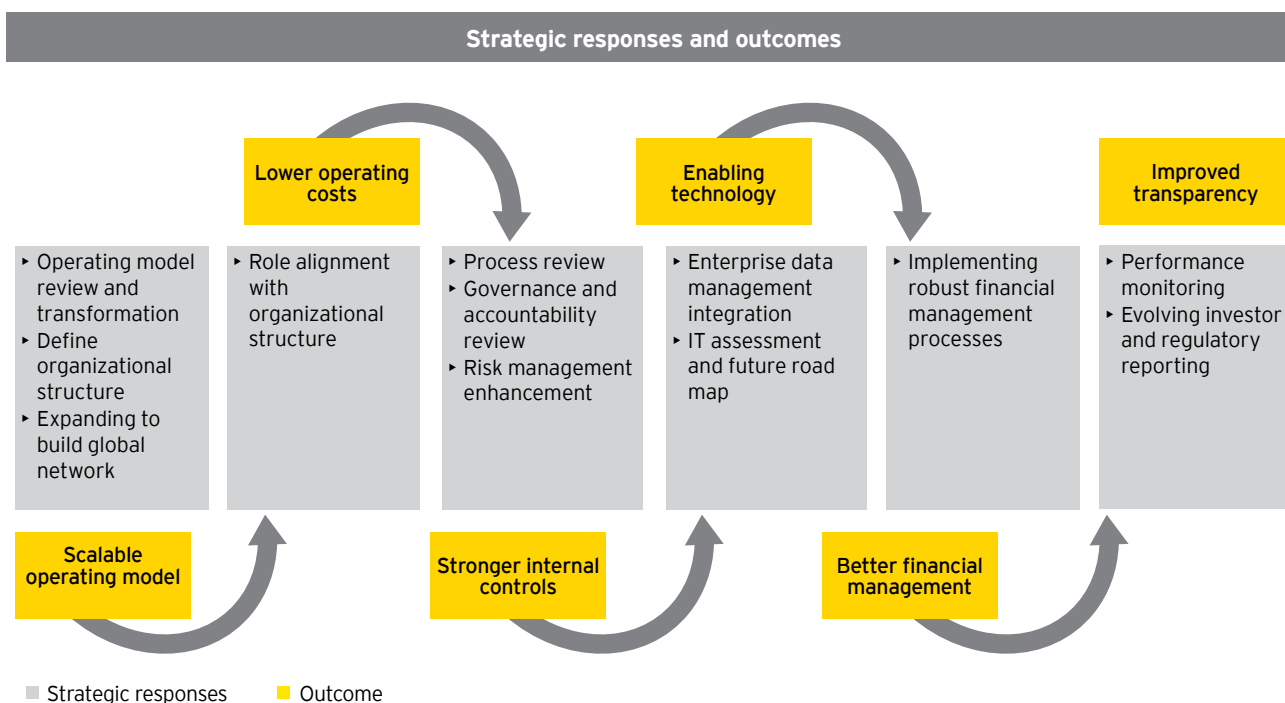 Strategic responses and outcomes
Lower operating
costs
Enabling
technology
Improved
transparency
‣ Operating model
review and
transformation
‣ Define
organizational
structure
‣ Expanding to
build global
network
‣ Role alignment
with
organizational
structure
‣ Process review
‣ Governance and
accountability
review
‣ Risk management
enhancement
‣ Enterprise data
management
integration
‣ IT assessment
and future road
map
‣ Implementing
robust financial
management
processes
‣ Performance
monitoring
‣ Evolving investor
and regulatory
reporting
Scalable
operating model
Stronger internal
controls
Better financial
management
Strategic responses
Outcome